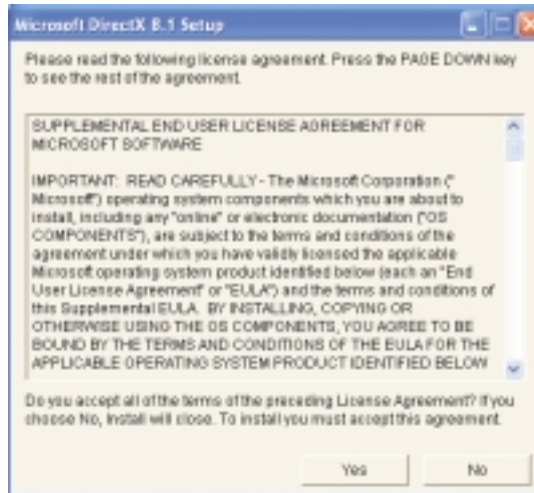 Microsoft DirectX 8.1 Setup
Please read the following license agreement. Press the PAGE DOWN key
to see the rest of the agreement.
SUPPLEMENTAL END USER LICENSE AGREEMENT FOR
MICROSOFT SOFTWARE
IMPORTANT: READ CAREFULLY - The Microsoft Corporation ("
Microsoft") operating system components which you are about to
install, including any "online" or electronic documentation ("OS
COMPONENTS"), are subject to the terms and conditions of the
agreement under which you have validly licensed the applicable
Microsoft operating system product identified below (each an "End
User License Agreement" or "EULA") and the terms and conditions of
this Supplemental EULA. BY INSTALLING, COPYING OR
OTHERWISE USING THE OS COMPONENTS, YOU AGREE TO BE
BOUND BY THE TERMS AND CONDITIONS OF THE EULA FOR THE
APPLICABLE OPERATING SYSTEM PRODUCT IDENTIFIED BELOW
Do you accept all of the terms of the preceding License Agreement? If you
choose No, Install will close. To install you must accept this agreement.
Yes No